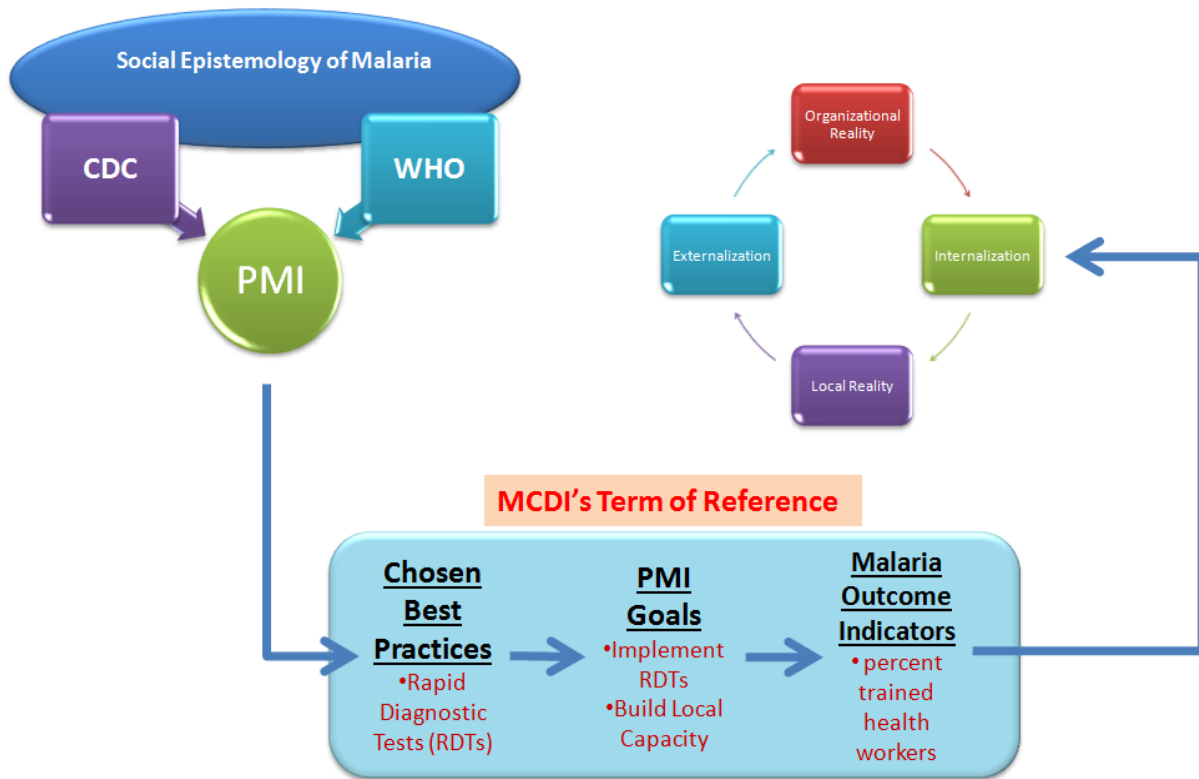 Social Epistemology of Malaria
CDC
WHO
PMI
Organizational
Reality
Externalization
Internalization
Local Reality
MCDI's Term of Reference
Chosen
Best
Practices
•Rapid
Diagnostic
Tests (RDTs)
PMI
Goals
•Implement
RDTs
•Build Local
Capacity
Malaria
Outcome
Indicators
• percent
trained
health
workers